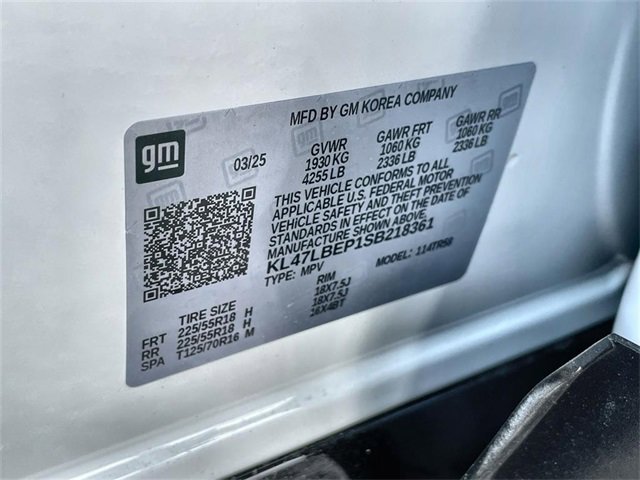 MFD BY GM KOREA COMPANY
gm
03/25
GVWR GAWR FRT GAWR RR
1930 KG 1060 KG 1060 KG
4255 LB 2336 LB 2336 LB
THIS VEHICLE CONFORMS TO ALL
APPLICABLE U.S. FEDERAL MOTOR
VEHICLE SAFETY AND THEFT PREVENTION
STANDARDS IN EFFECT ON THE DATE OF
MANUFACTURE SHOWN ABOVE.
KL47LBEP1SB218361
TYPE: MPV MODEL: 114TR58
TIRE SIZE RIM
FRT 225/55R18 H 18X7.5J
RR 225/55R18 H 18X7.5J
SPA T125/70R16 M 16X4BT